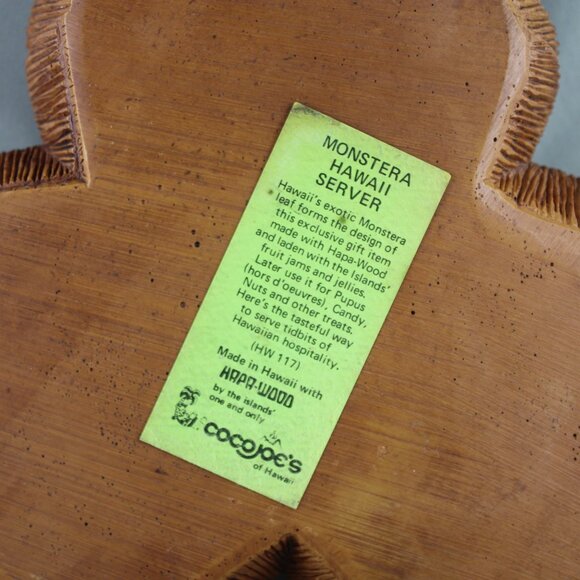 MONSTERA
HAWAII
SERVER
Hawaii's exotic Monstera
leaf forms the design of
this exclusive gift item
made with Hapa-Wood
and laden with the Islands'
fruit jams and jellies.
Later use it for Pupus
(hors d'oeuvres), Candy,
Nuts and other treats.
Here's the tasteful way
to serve tidbits of
Hawaiian hospitality.
(HW 117)
Made in Hawaii with
HAPA-WOOD
by the islands'
one and only
COCOJOE'S
of Hawaii